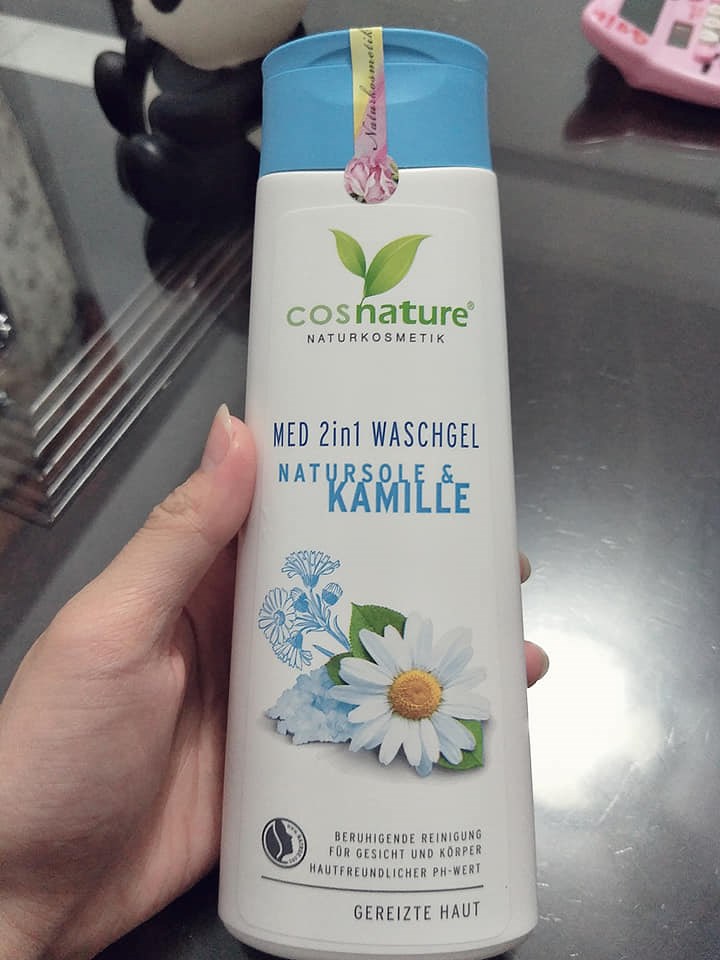 Naturkosmetik
cosnature®
NATURKOSMETIK
MED 2in1 WASCHGEL
NATURSOLE &
KAMILLE
BERUHIGENDE REINIGUNG
FÜR GESICHT UND KÖRPER
HAUTFREUNDLICHER PH-WERT
GEREIZTE HAUT